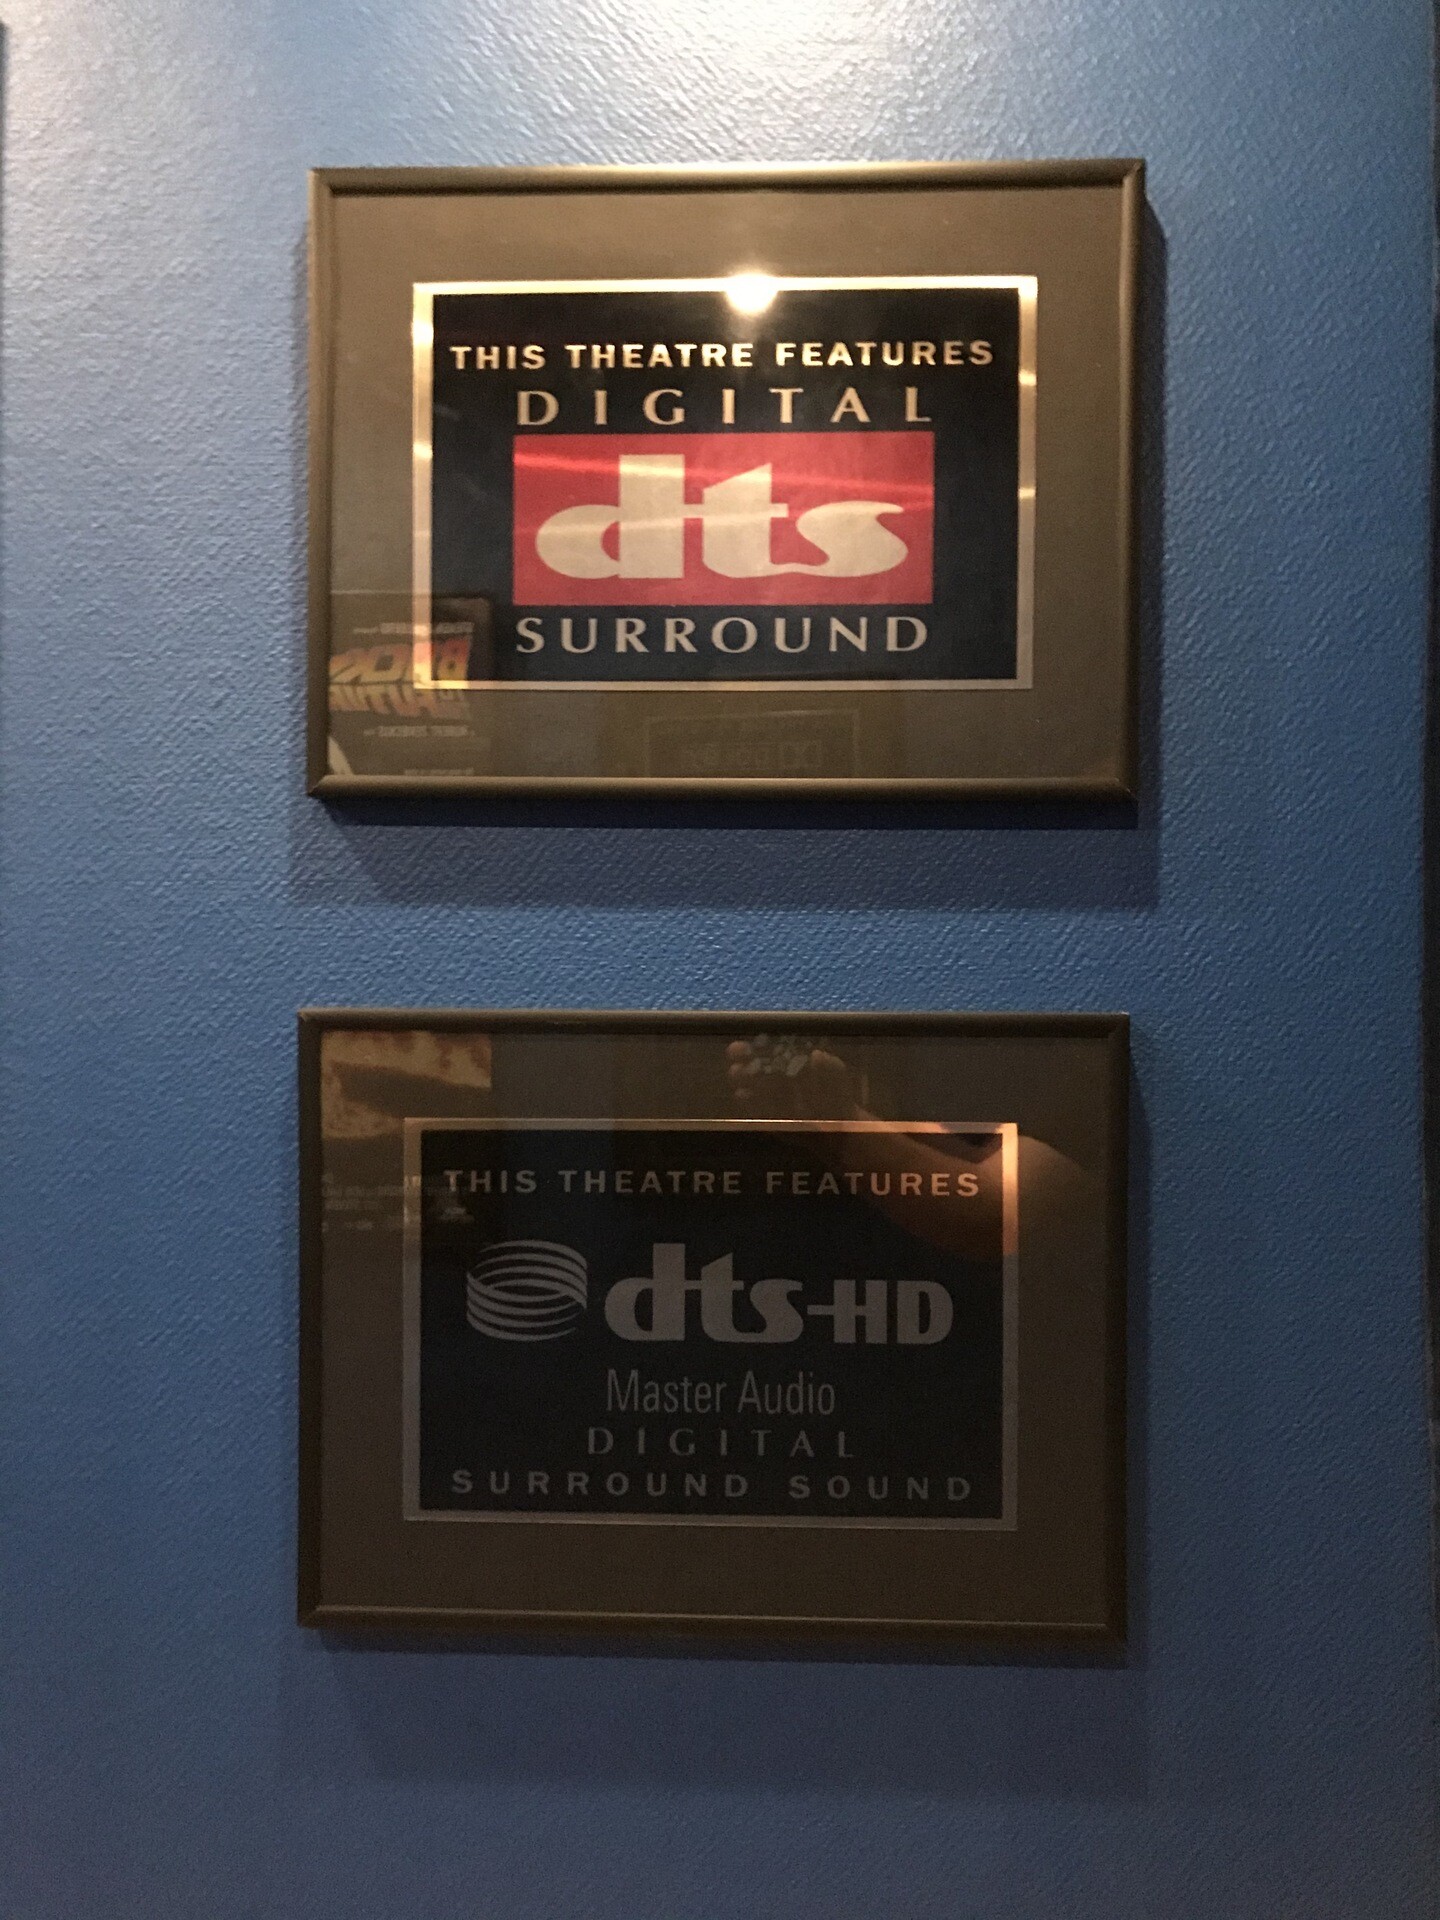 THIS THEATRE FEATURES
DIGITAL
dts
SURROUND
THIS THEATRE FEATURES
dts-HD
Master Audio
DIGITAL
SURROUND SOUND